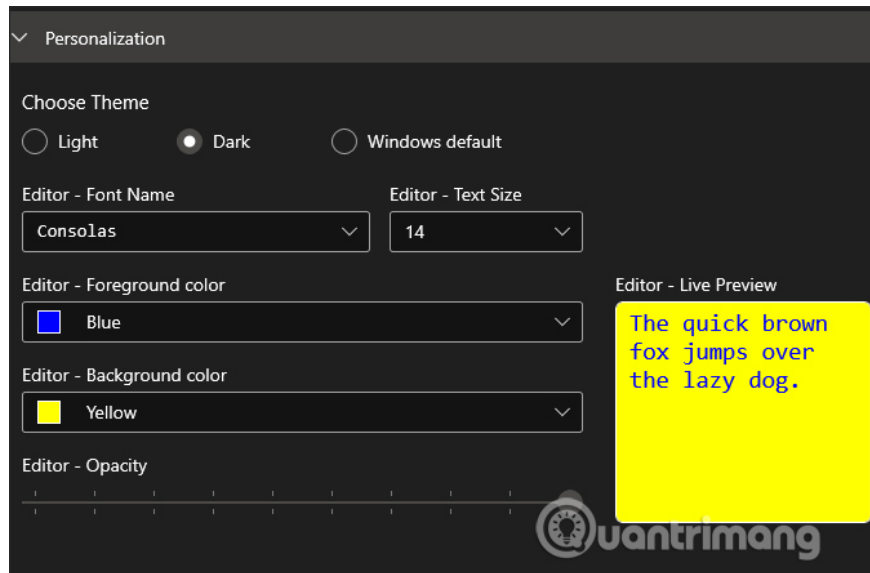 Personalization
Choose Theme
Light Dark Windows default
Editor - Font Name Editor - Text Size
Consolas 14
Editor - Foreground color Editor - Live Preview
Blue
The quick brown
fox jumps over
the lazy dog.
Editor - Background color
Yellow
Editor - Opacity
Quantrimang